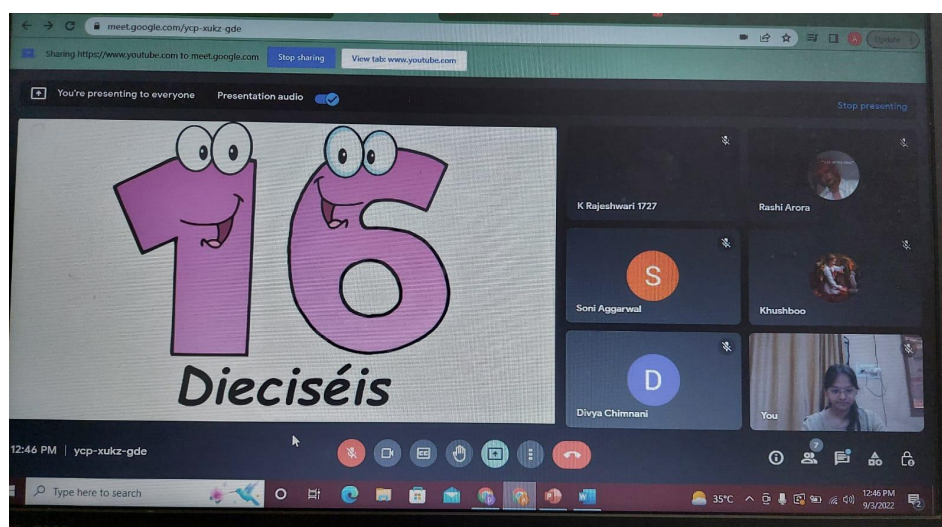 meet.google.com/ycp-xukz-gde
Update
Sharing https://www.youtube.com to meet.google.com
Stop sharing
View tab: www.youtube.com
You're presenting to everyone
Presentation audio
Stop presenting
16
Dieciséis
K Rajeshwari 1727
Rashi Arora
S
Soni Aggarwal
Khushboo
D
Divya Chimnani
You
12:46 PM | ycp-xukz-gde
CC
7
Type here to search
35°C
12:46 PM
9/3/2022
2